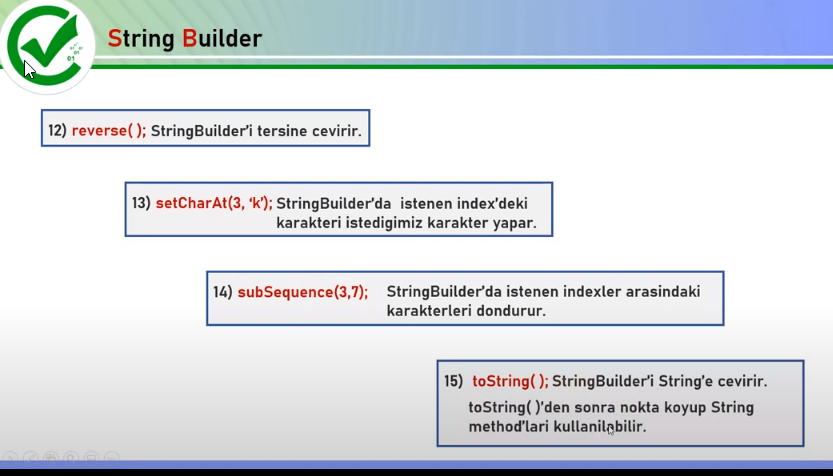 String Builder
12) reverse( ); StringBuilder'i tersine cevirir.
13) setCharAt(3, 'k'); StringBuilder'da istenen index'deki
karakteri istedigimiz karakter yapar.
14) subSequence(3,7); StringBuilder'da istenen indexler arasindaki
karakterleri dondurur.
15) toString( ); StringBuilder'i String'e cevirir.
toString( )'den sonra nokta koyup String
method'lari kullanilabilir.